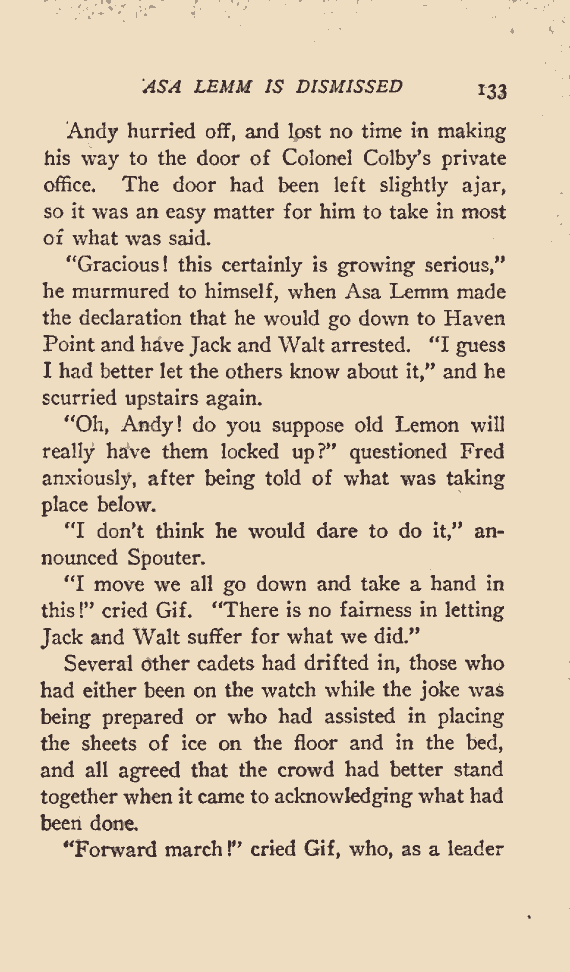 ASA LEMM IS DISMISSED 133
Andy hurried off, and lost no time in making
his way to the door of Colonel Colby's private
office. The door had been left slightly ajar,
so it was an easy matter for him to take in most
of what was said.
"Gracious! this certainly is growing serious,"
he murmured to himself, when Asa Lemm made
the declaration that he would go down to Haven
Point and have Jack and Walt arrested. "I guess
I had better let the others know about it," and he
scurried upstairs again.
"Oh, Andy! do you suppose old Lemon will
really have them locked up?" questioned Fred
anxiously, after being told of what was taking
place below.
"I don't think he would dare to do it," an-
nounced Spouter.
"I move we all go down and take a hand in
this!" cried Gif. "There is no fairness in letting
Jack and Walt suffer for what we did."
Several other cadets had drifted in, those who
had either been on the watch while the joke was
being prepared or who had assisted in placing
the sheets of ice on the floor and in the bed,
and all agreed that the crowd had better stand
together when it came to acknowledging what had
been done.
"Forward march!" cried Gif, who, as a leader